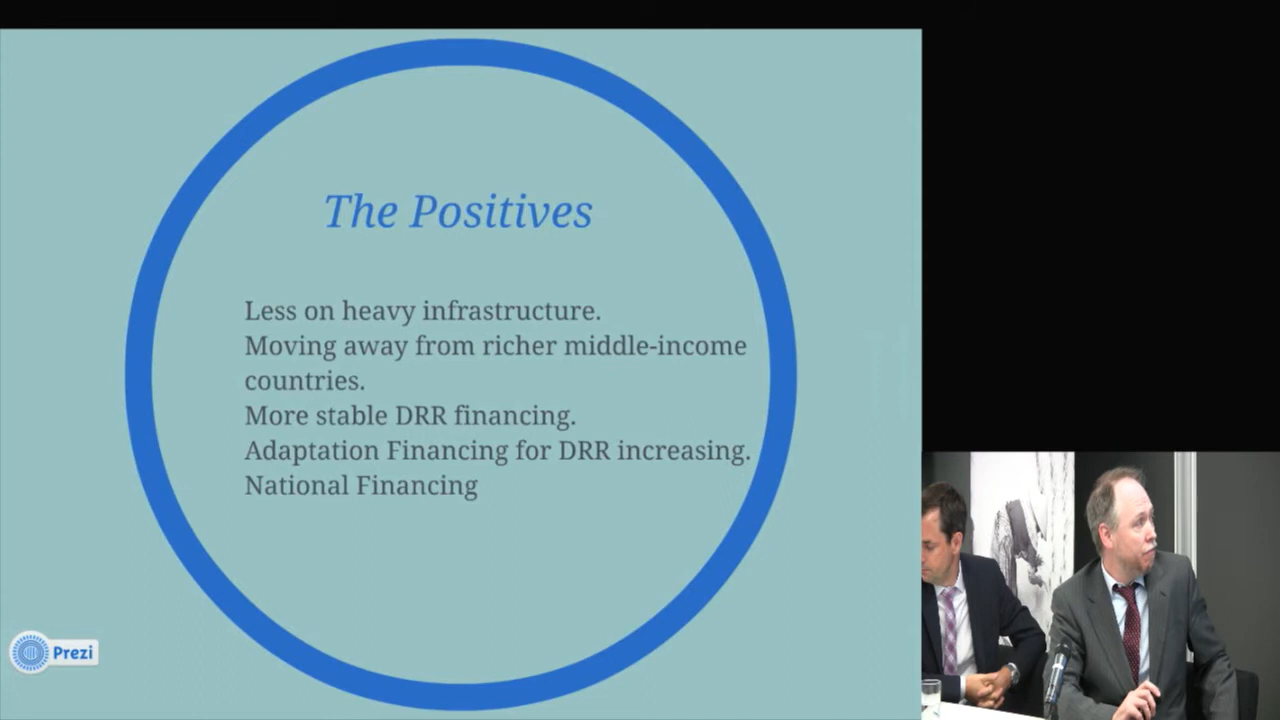 The Positives
Less on heavy infrastructure.
Moving away from richer middle-income
countries.
More stable DRR financing.
Adaptation Financing for DRR increasing.
National Financing
Prezi